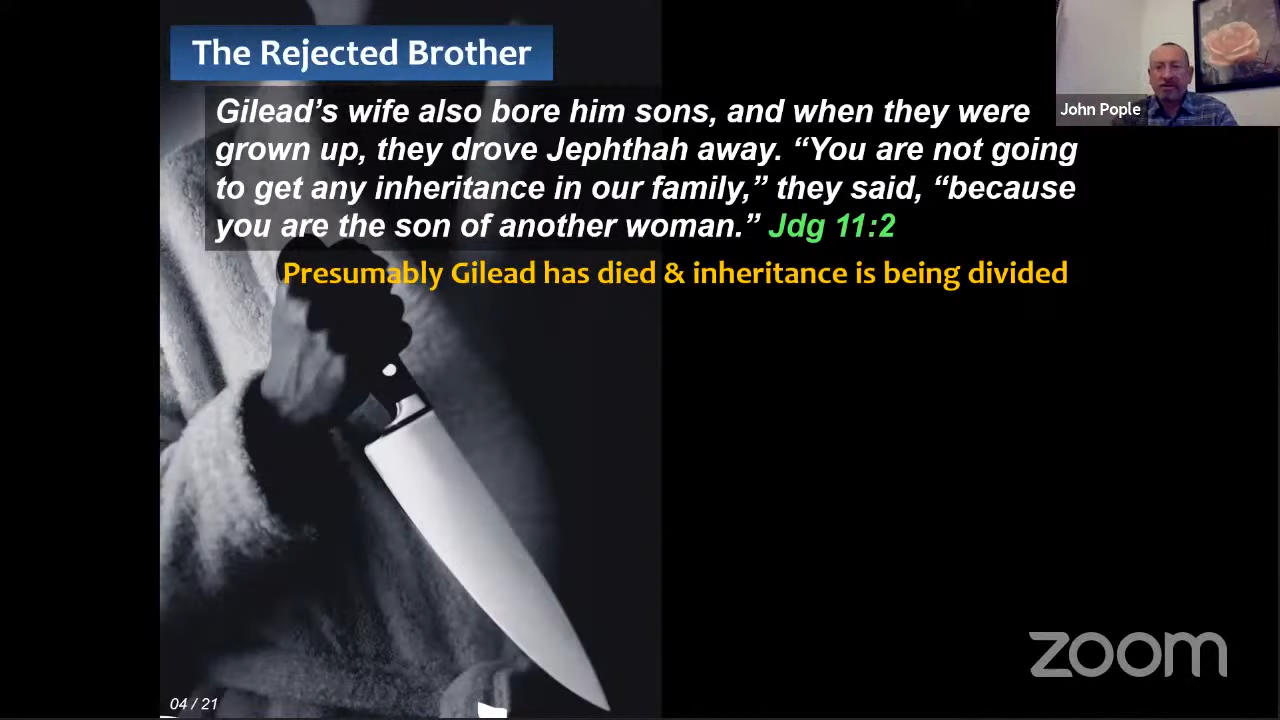 The Rejected Brother
Gilead’s wife also bore him sons, and when they were
grown up, they drove Jephthah away. “You are not going
to get any inheritance in our family,” they said, “because
you are the son of another woman.” Jdg 11:2
Presumably Gilead has died & inheritance is being divided
John Pople
zoom
04 / 21